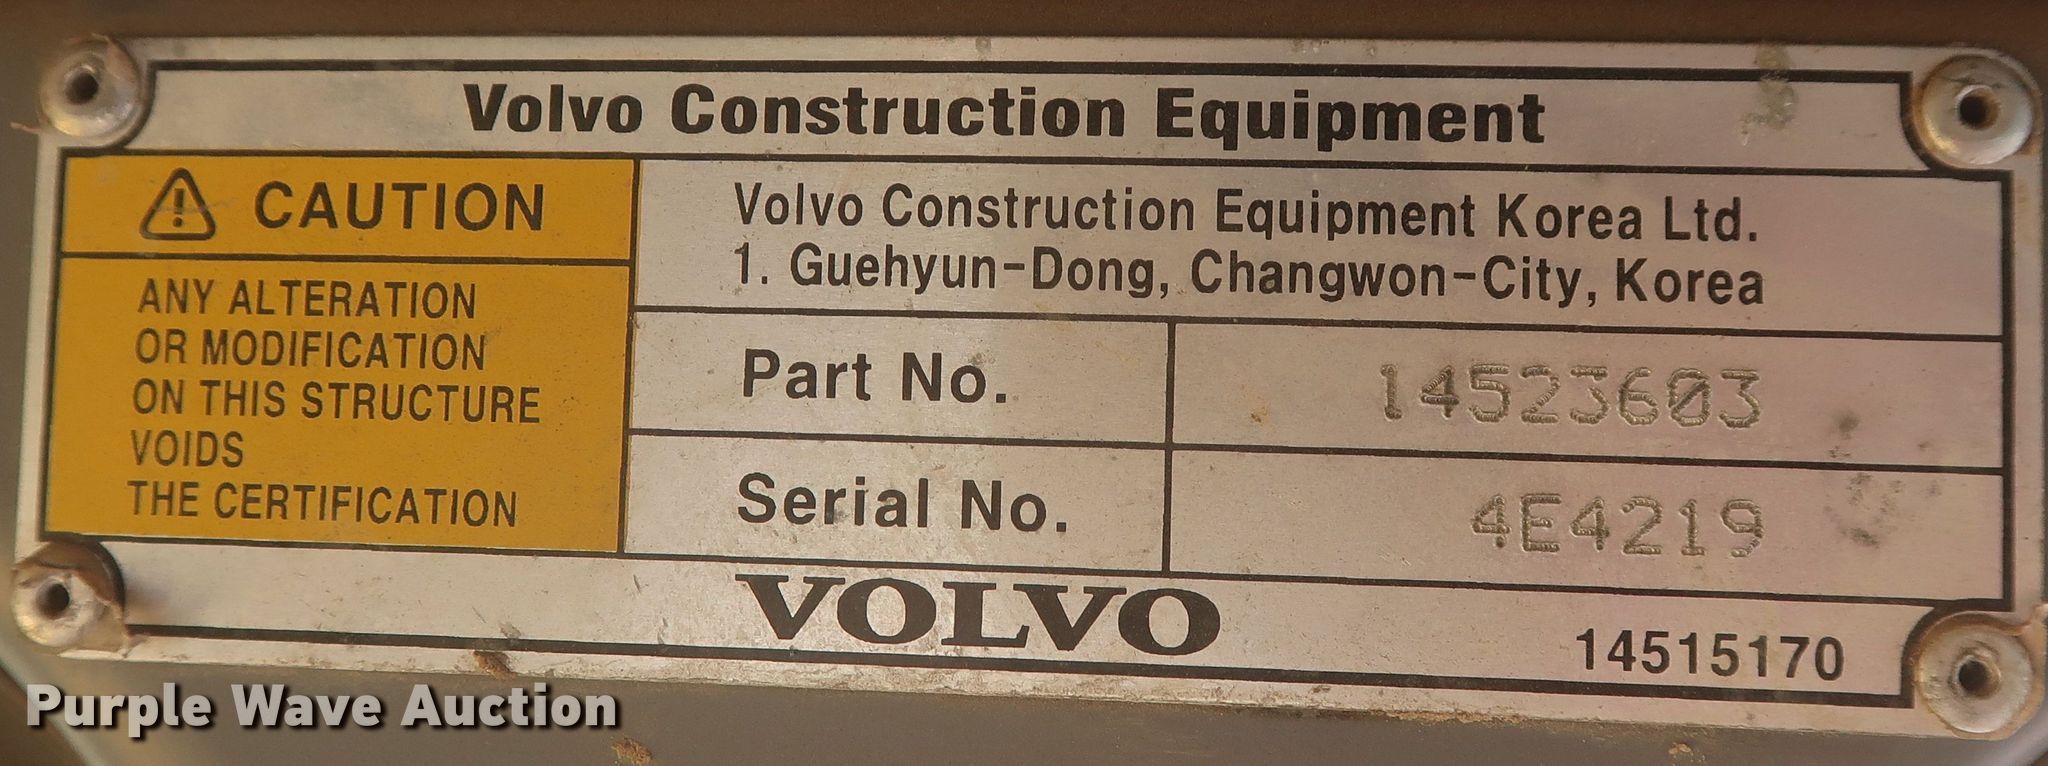 Volvo Construction Equipment
CAUTION
ANY ALTERATION
OR MODIFICATION
ON THIS STRUCTURE
VOIDS
THE CERTIFICATION
Volvo Construction Equipment Korea Ltd.
1. Guehyun-Dong, Changwon-City, Korea
Part No. 14523603
Serial No. 4E4219
VOLVO
14515170
Purple Wave Auction